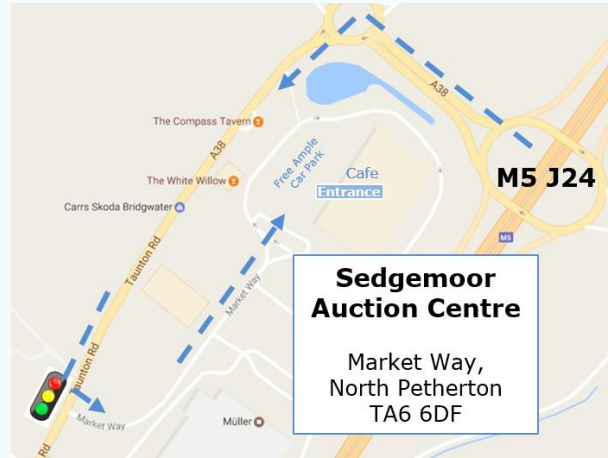 A38
The Compass Tavern
A38
Free Ample
Car Park
Cafe
Entrance
M5 J24
The White Willow
Carrs Skoda Bridgwater
M5
Taunton Rd
Market Way
Sedgemoor
Auction Centre
Market Way,
North Petherton
TA6 6DF
Taunton Rd
Market Way
Müller
Rd